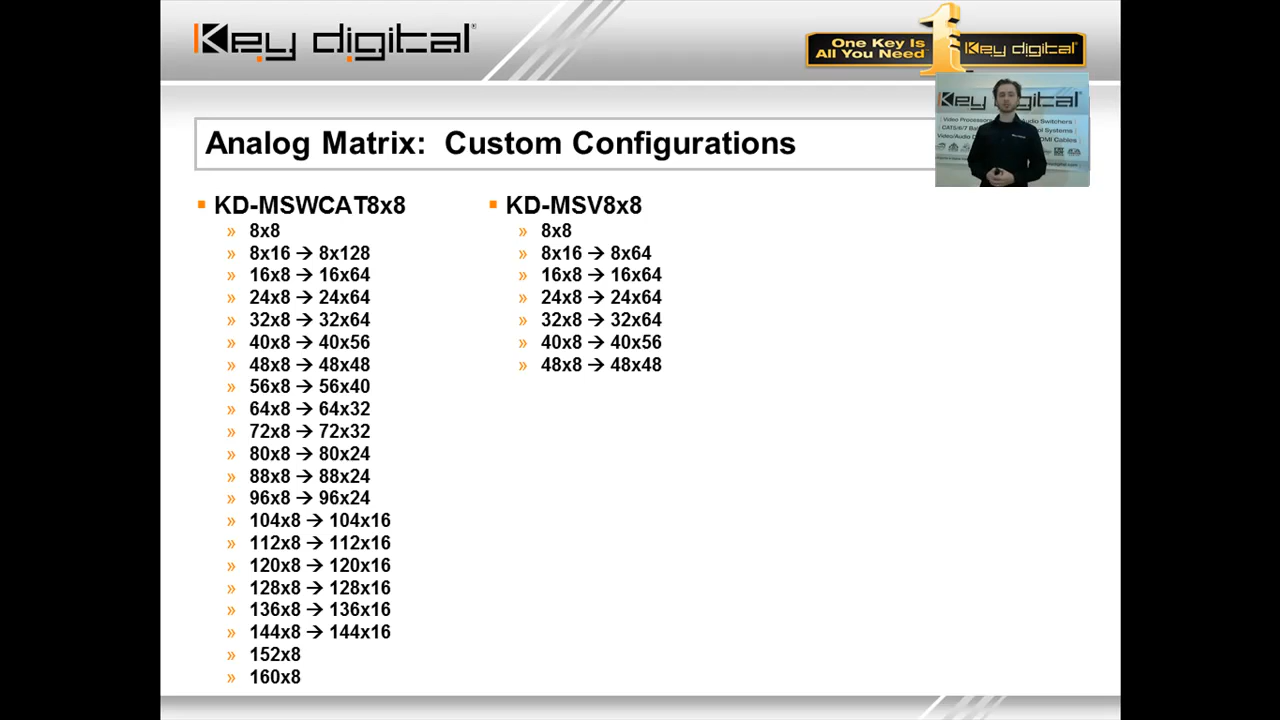 Key digital
One Key Is
All You Need
1
Key digital
Key Digital
Analog Matrix: Custom Configurations
▪ KD-MSWCAT8x8
» 8x8
» 8x16 → 8x128
» 16x8 → 16x64
» 24x8 → 24x64
» 32x8 → 32x64
» 40x8 → 40x56
» 48x8 → 48x48
» 56x8 → 56x40
» 64x8 → 64x32
» 72x8 → 72x32
» 80x8 → 80x24
» 88x8 → 88x24
» 96x8 → 96x24
» 104x8 → 104x16
» 112x8 → 112x16
» 120x8 → 120x16
» 128x8 → 128x16
» 136x8 → 136x16
» 144x8 → 144x16
» 152x8
» 160x8
▪ KD-MSV8x8
» 8x8
» 8x16 → 8x64
» 16x8 → 16x64
» 24x8 → 24x64
» 32x8 → 32x64
» 40x8 → 40x56
» 48x8 → 48x48